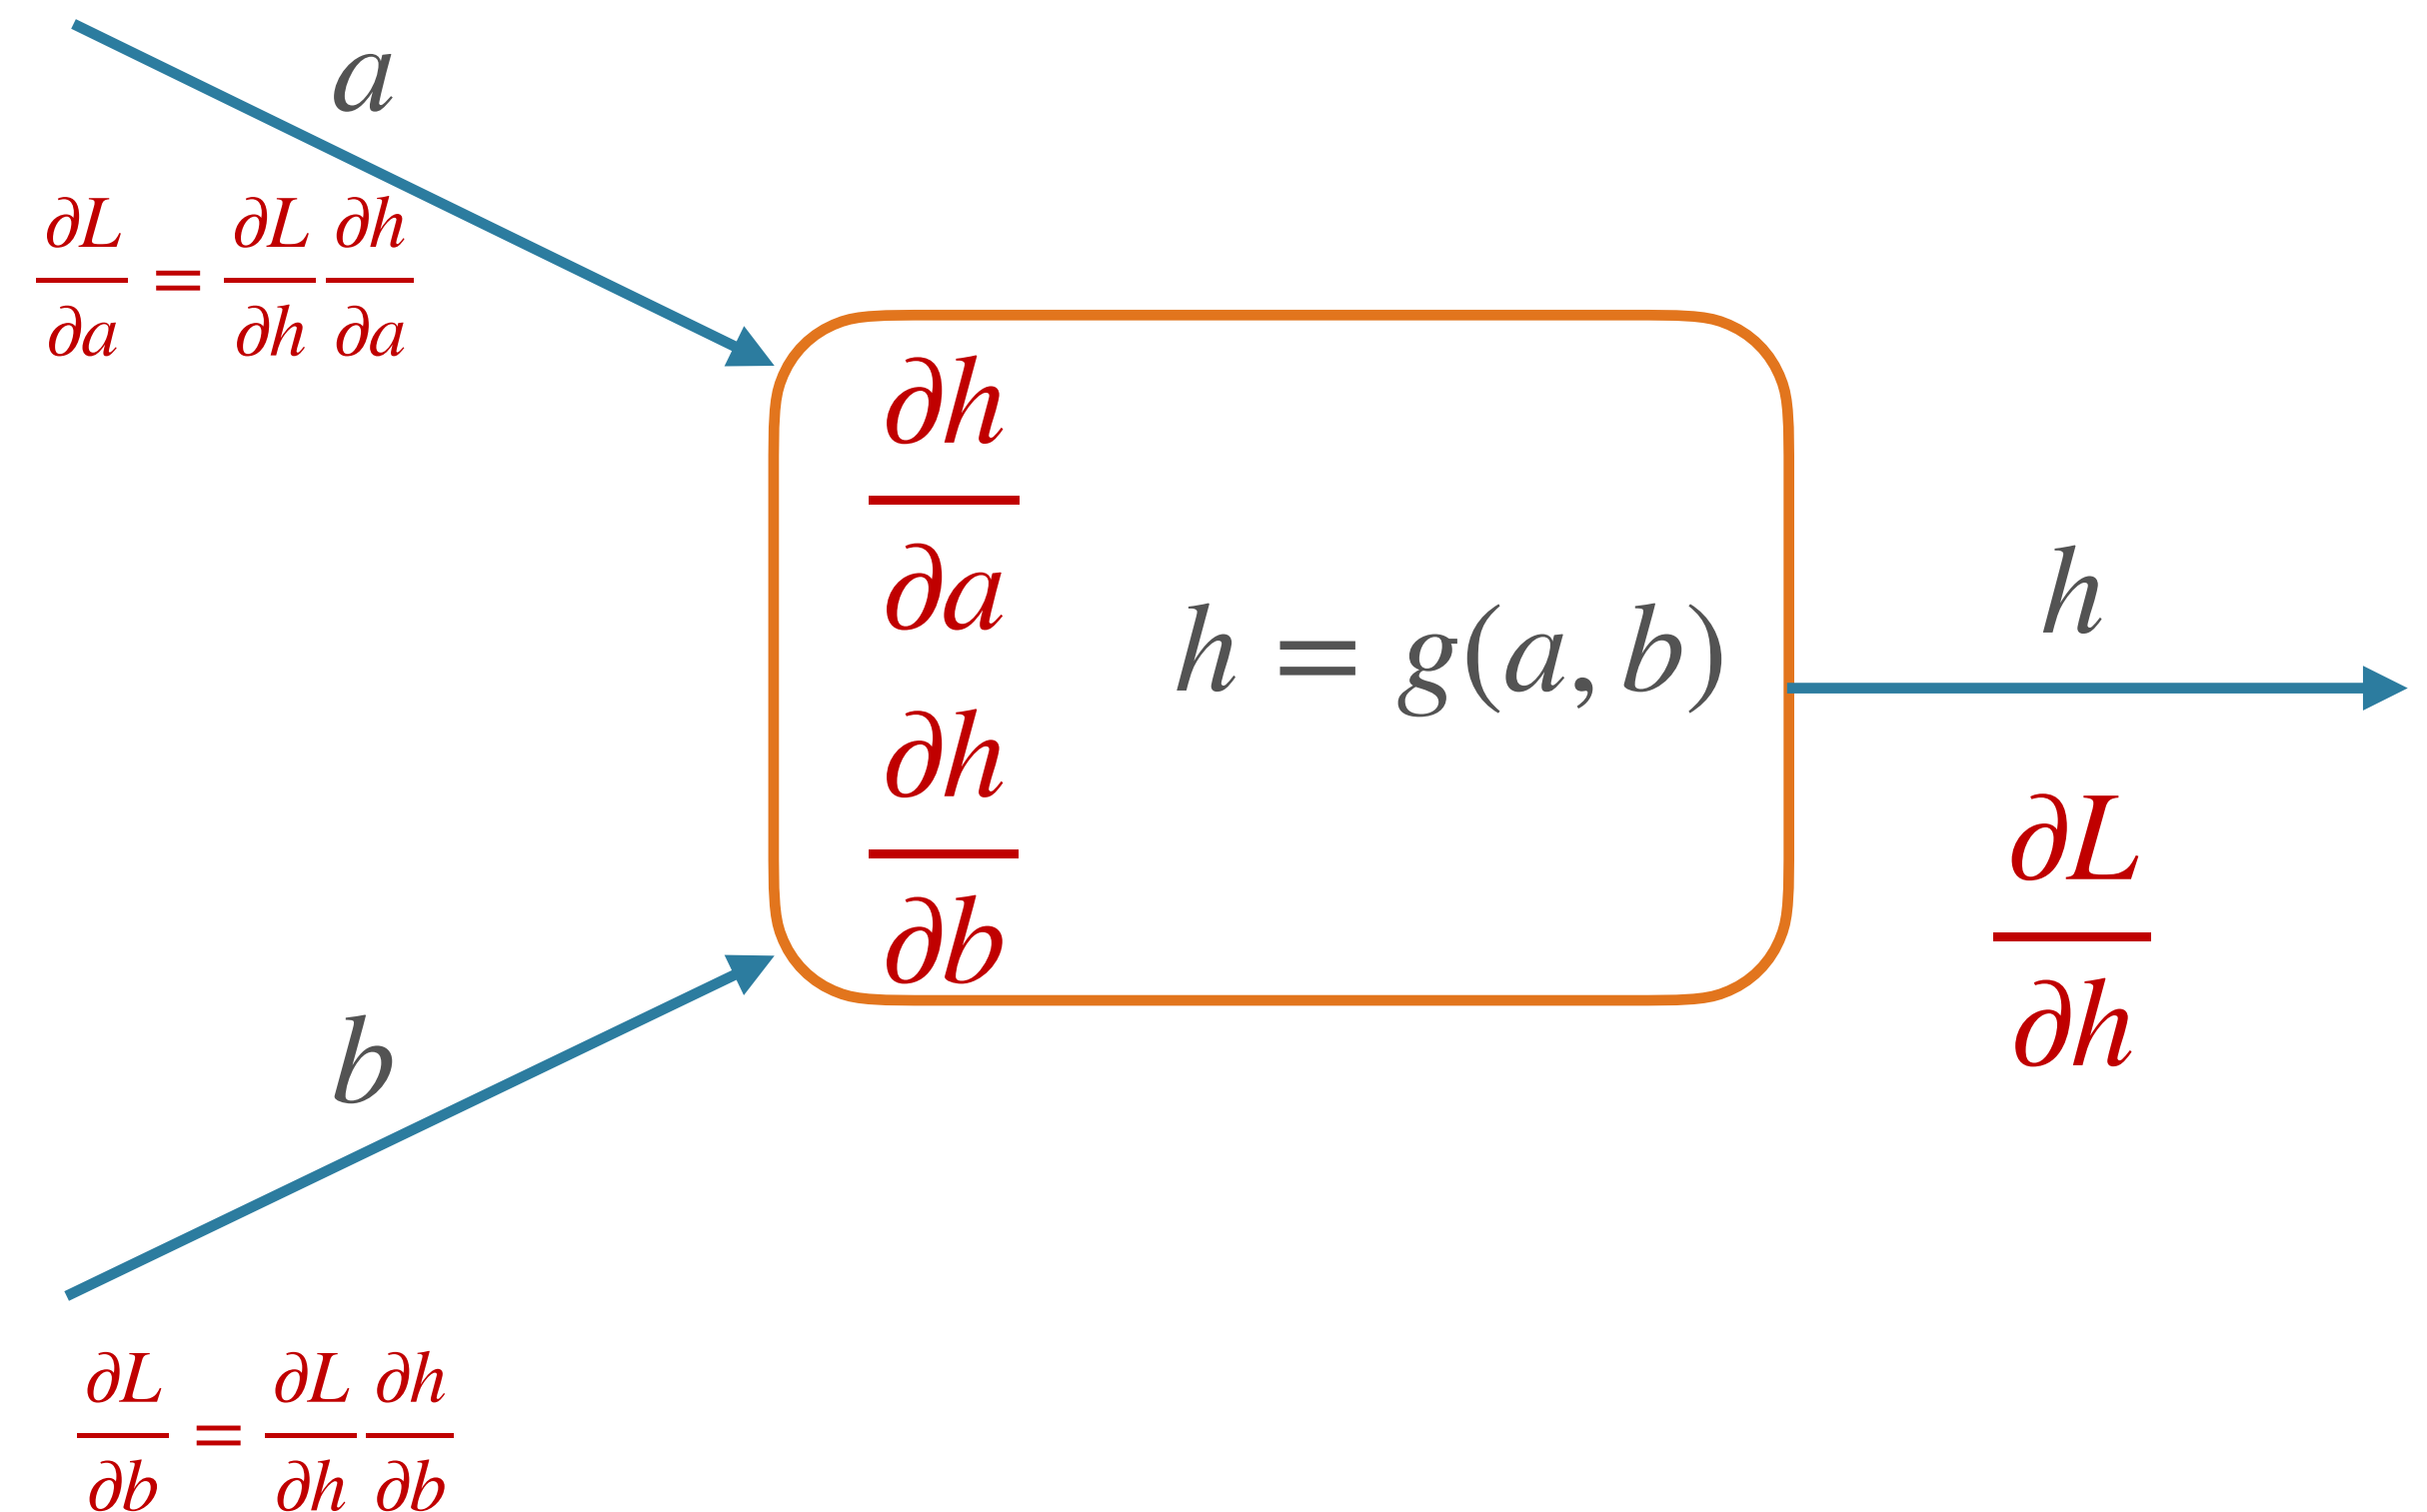 a
∂L/∂a = ∂L/∂h ∂h/∂a
∂h/∂a
h = g(a, b)
h
∂h/∂b
∂L/∂h
b
∂L/∂b = ∂L/∂h ∂h/∂b